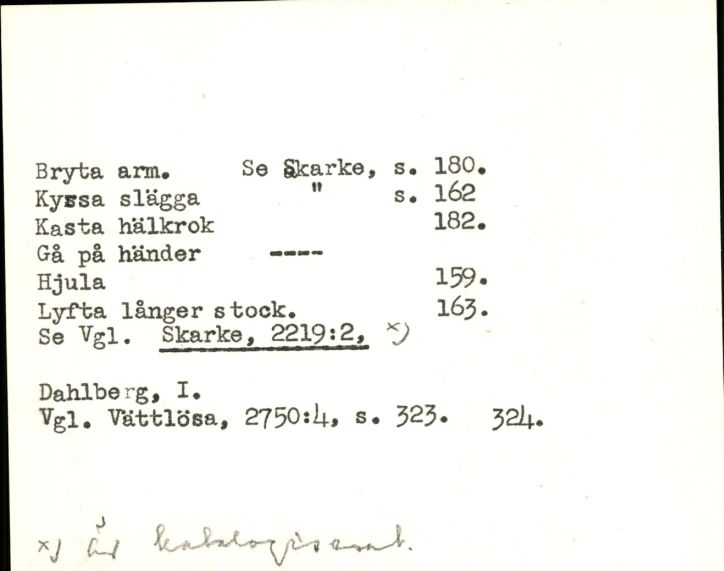 Bryta arm. Se Skarke, s. 180.
Kyssa slägga " s. 162
Kasta hälkrok 182.
Gå på händer ----
Hjula 159.
Lyfta långer stock. 163.
Se Vgl. Skarke, 2219:2, x)
Dahlberg, I.
Vgl. Vättlösa, 2750:4, s. 323. 324.
x) är katalogiserat.